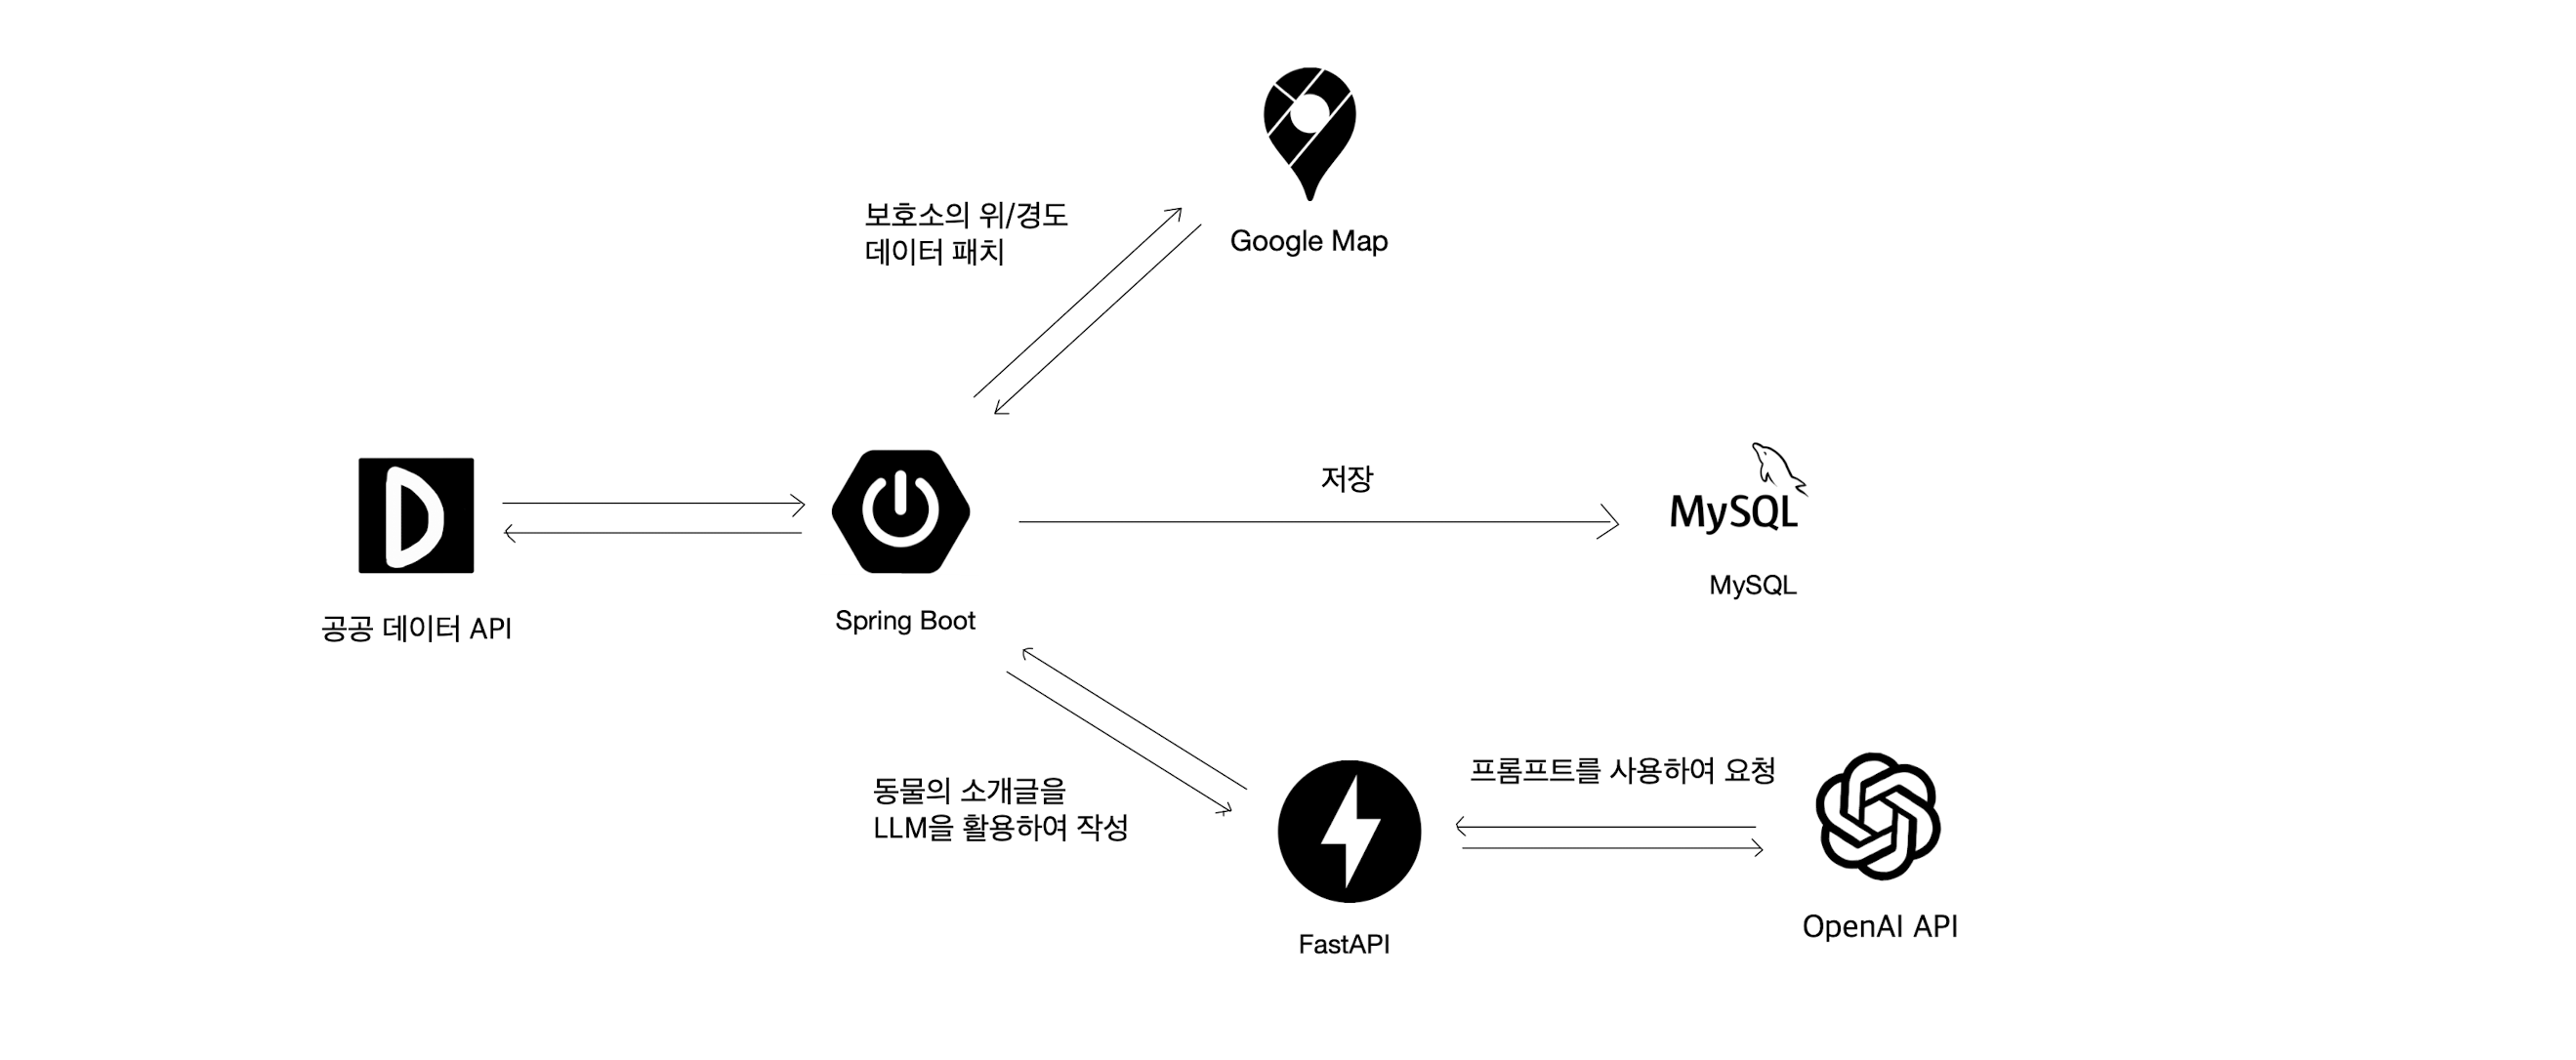 보호소의 위/경도
데이터 패치
Google Map
저장
MySQL
MySQL
공공 데이터 API
Spring Boot
동물의 소개글을
LLM을 활용하여 작성
프롬프트를 사용하여 요청
FastAPI
OpenAI API